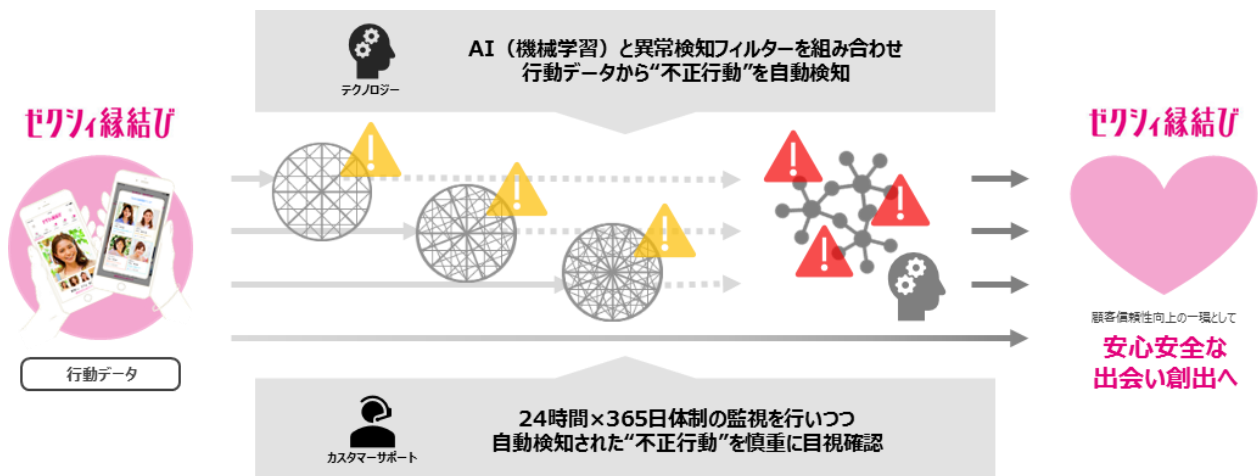 テクノロジー
AI（機械学習）と異常検知フィルターを組み合わせ
行動データから“不正行動”を自動検知
ゼクシィ縁結び
行動データ
ゼクシィ縁結び
顧客信頼性向上の一環として
安心安全な
出会い創出へ
カスタマーサポート
24時間×365日体制の監視を行いつつ
自動検知された“不正行動”を慎重に目視確認